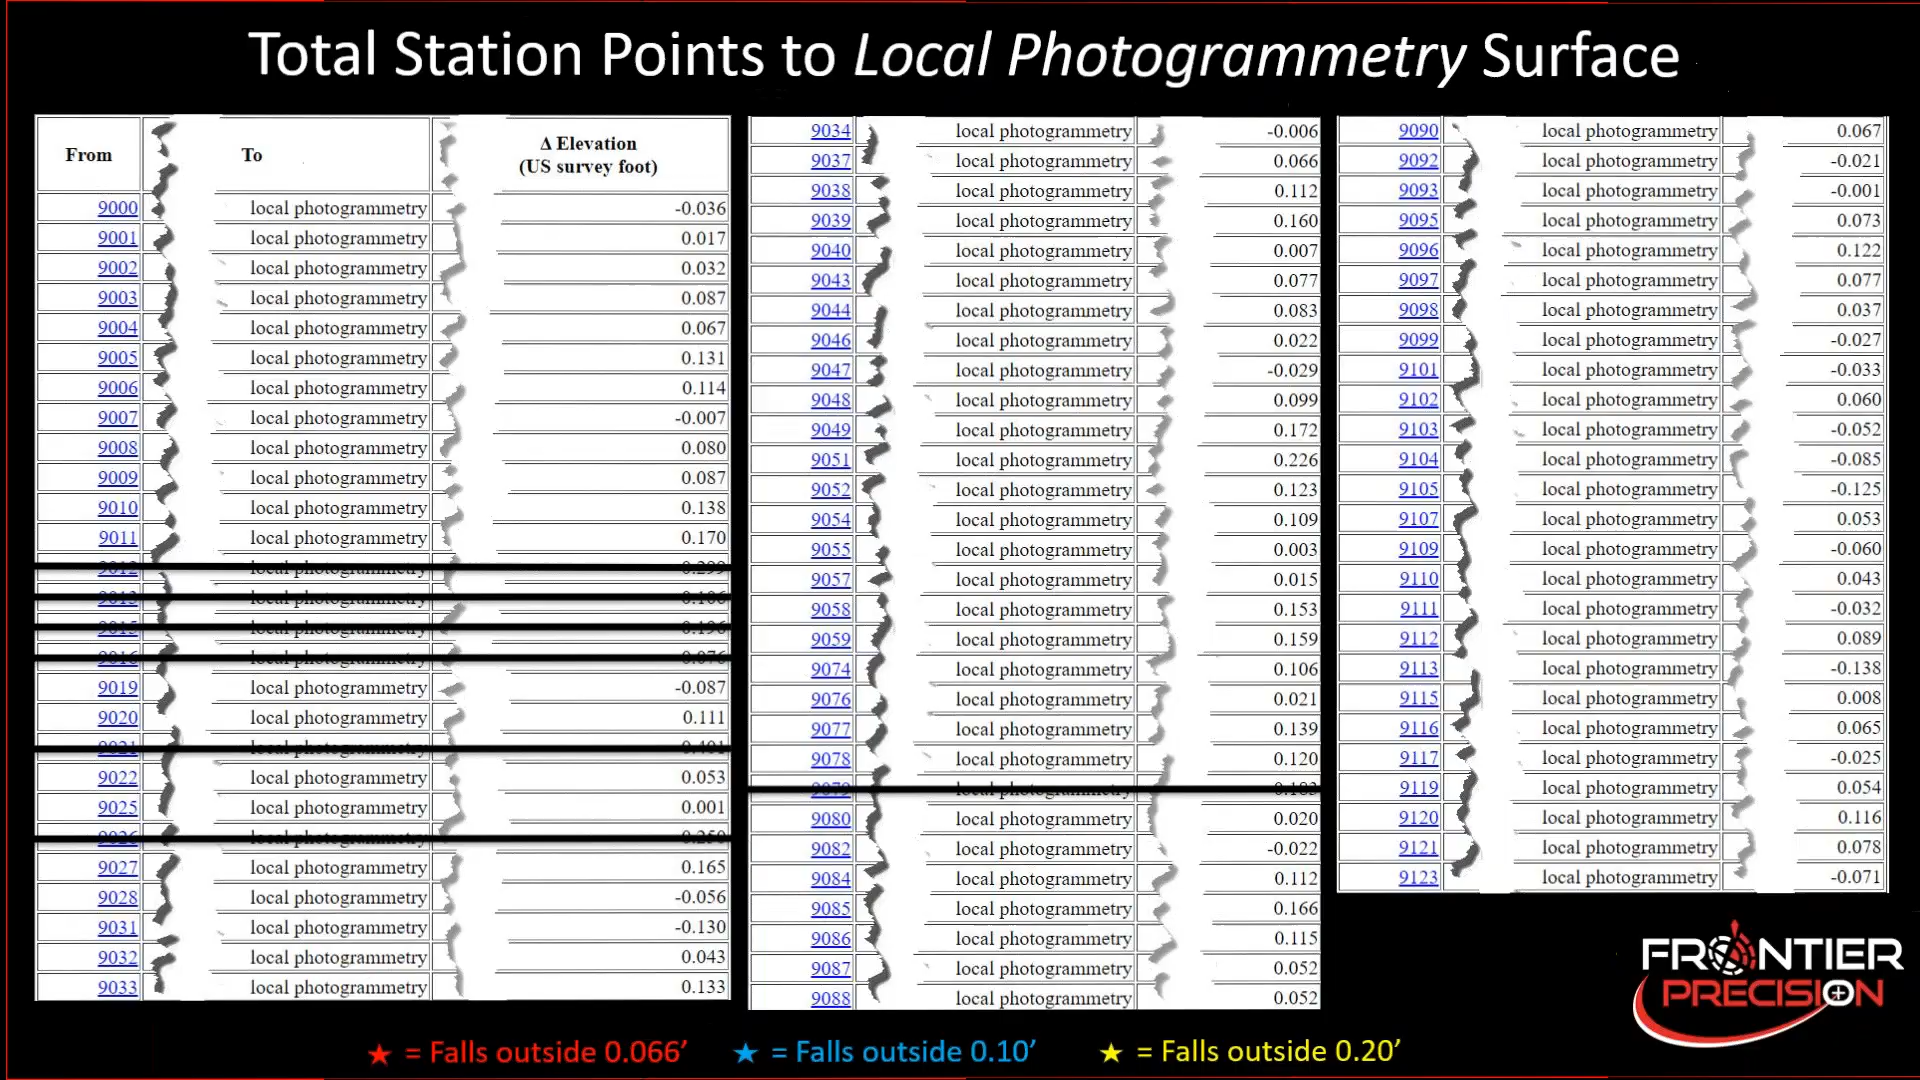 Total Station Points to Local Photogrammetry Surface
From To Δ Elevation
(US survey foot)
9000 local photogrammetry -0.036
9001 local photogrammetry 0.017
9002 local photogrammetry 0.032
9003 local photogrammetry 0.087
9004 local photogrammetry 0.067
9005 local photogrammetry 0.131
9006 local photogrammetry 0.114
9007 local photogrammetry -0.007
9008 local photogrammetry 0.080
9009 local photogrammetry 0.087
9010 local photogrammetry 0.138
9011 local photogrammetry 0.170
9012 local photogrammetry
9013 local photogrammetry
9015 local photogrammetry
9016 local photogrammetry
9019 local photogrammetry -0.087
9020 local photogrammetry 0.111
9021 local photogrammetry
9022 local photogrammetry 0.053
9025 local photogrammetry 0.001
9026 local photogrammetry
9027 local photogrammetry 0.165
9028 local photogrammetry -0.056
9031 local photogrammetry -0.130
9032 local photogrammetry 0.043
9033 local photogrammetry 0.133
9034 local photogrammetry -0.006
9037 local photogrammetry 0.066
9038 local photogrammetry 0.112
9039 local photogrammetry 0.160
9040 local photogrammetry 0.007
9043 local photogrammetry 0.077
9044 local photogrammetry 0.083
9046 local photogrammetry 0.022
9047 local photogrammetry -0.029
9048 local photogrammetry 0.099
9049 local photogrammetry 0.172
9051 local photogrammetry 0.226
9052 local photogrammetry 0.123
9054 local photogrammetry 0.109
9055 local photogrammetry 0.003
9057 local photogrammetry 0.015
9058 local photogrammetry 0.153
9059 local photogrammetry 0.159
9074 local photogrammetry 0.106
9076 local photogrammetry 0.021
9077 local photogrammetry 0.139
9078 local photogrammetry 0.120
9079 local photogrammetry
9080 local photogrammetry 0.020
9082 local photogrammetry -0.022
9084 local photogrammetry 0.112
9085 local photogrammetry 0.166
9086 local photogrammetry 0.115
9087 local photogrammetry 0.052
9088 local photogrammetry 0.052
9090 local photogrammetry 0.067
9092 local photogrammetry -0.021
9093 local photogrammetry -0.001
9095 local photogrammetry 0.073
9096 local photogrammetry 0.122
9097 local photogrammetry 0.077
9098 local photogrammetry 0.037
9099 local photogrammetry -0.027
9101 local photogrammetry -0.033
9102 local photogrammetry 0.060
9103 local photogrammetry -0.052
9104 local photogrammetry -0.085
9105 local photogrammetry -0.125
9107 local photogrammetry 0.053
9109 local photogrammetry -0.060
9110 local photogrammetry 0.043
9111 local photogrammetry -0.032
9112 local photogrammetry 0.089
9113 local photogrammetry -0.138
9115 local photogrammetry 0.008
9116 local photogrammetry 0.065
9117 local photogrammetry -0.025
9119 local photogrammetry 0.054
9120 local photogrammetry 0.116
9121 local photogrammetry 0.078
9123 local photogrammetry -0.071
FRONTIER
PRECISION
★ = Falls outside 0.066’ ★ = Falls outside 0.10’ ★ = Falls outside 0.20’